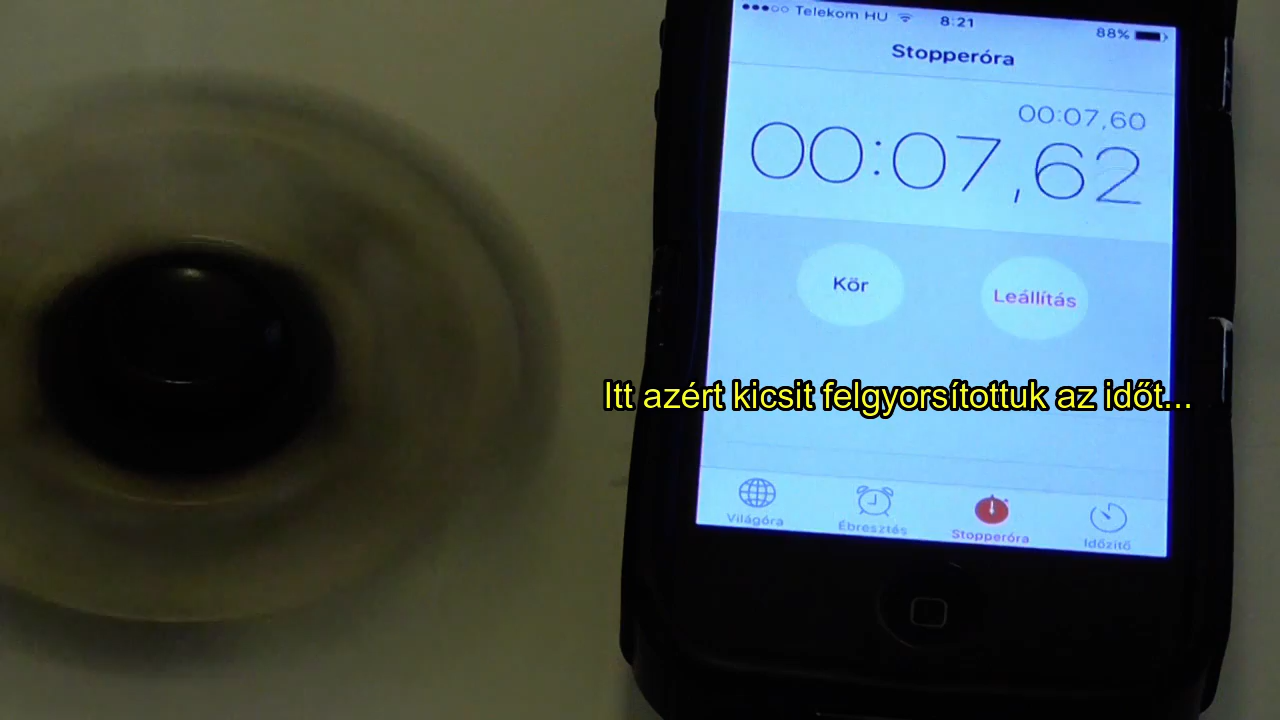 Telekom HU 8:21 88%
Stopperóra
00:07,60
00:07,62
Kör Leállítás
Itt azért kicsit felgyorsítottuk az időt...
Világóra Ébresztés Stopperóra Időzítő